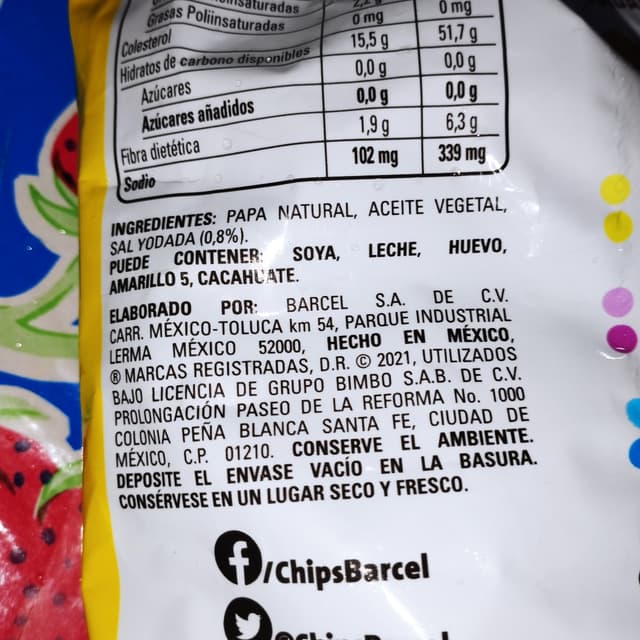 Grasas Poliinsaturadas
Colesterol 0 mg 0 mg
Hidratos de carbono disponibles 15,5 g 51,7 g
Azúcares 0,0 g 0,0 g
Azúcares añadidos 0,0 g 0,0 g
Fibra dietética 1,9 g 6,3 g
Sodio 102 mg 339 mg
INGREDIENTES: PAPA NATURAL, ACEITE VEGETAL,
SAL YODADA (0,8%).
PUEDE CONTENER: SOYA, LECHE, HUEVO,
AMARILLO 5, CACAHUATE.
ELABORADO POR: BARCEL S.A. DE C.V.
CARR. MÉXICO-TOLUCA km 54, PARQUE INDUSTRIAL
LERMA MÉXICO 52000, HECHO EN MÉXICO,
® MARCAS REGISTRADAS, D.R. © 2021, UTILIZADOS
BAJO LICENCIA DE GRUPO BIMBO S.A.B. DE C.V.
PROLONGACIÓN PASEO DE LA REFORMA No. 1000
COLONIA PEÑA BLANCA SANTA FE, CIUDAD DE
MÉXICO, C.P. 01210. CONSERVE EL AMBIENTE.
DEPOSITE EL ENVASE VACÍO EN LA BASURA.
CONSÉRVESE EN UN LUGAR SECO Y FRESCO.
/ChipsBarcel